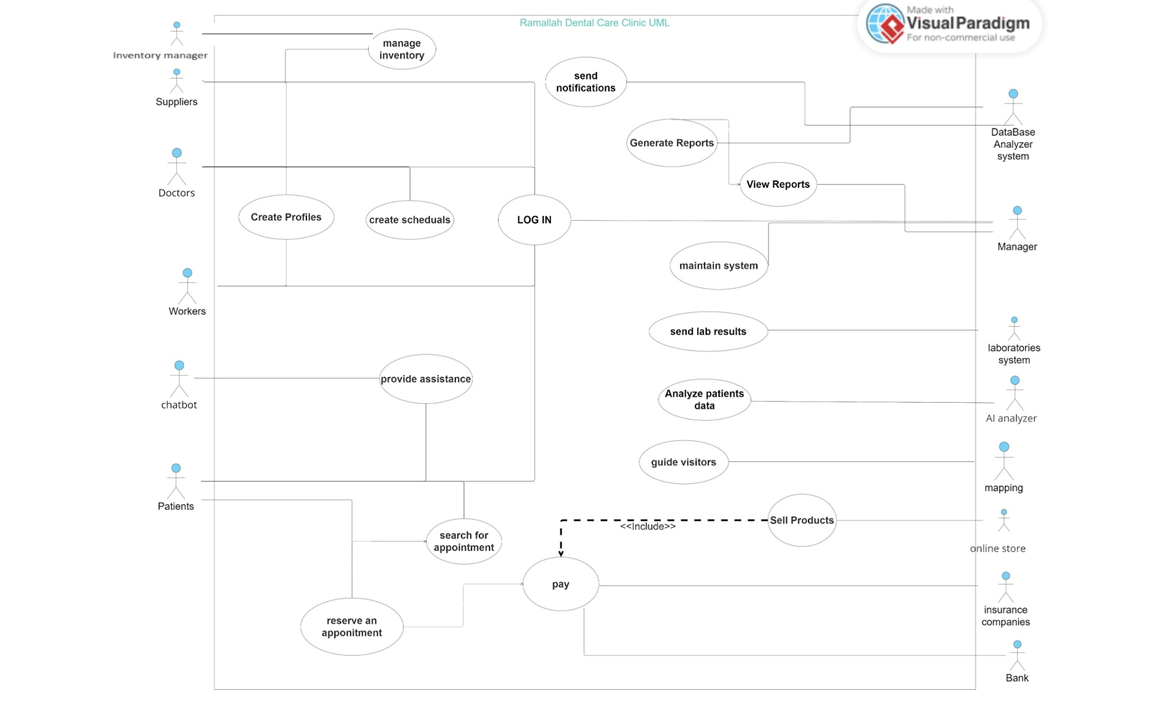 Ramallah Dental Care Clinic UML
Made with
VisualParadigm
For non-commercial use
Inventory manager
manage
inventory
Suppliers
send
notifications
DataBase
Analyzer
system
Generate Reports
View Reports
Doctors
Create Profiles
create scheduals
LOG IN
Manager
maintain system
Workers
send lab results
laboratories
system
provide assistance
chatbot
Analyze patients
data
AI analyzer
guide visitors
mapping
Patients
search for
appointment
<<Include>>
Sell Products
online store
pay
insurance
companies
reserve an
apponitment
Bank